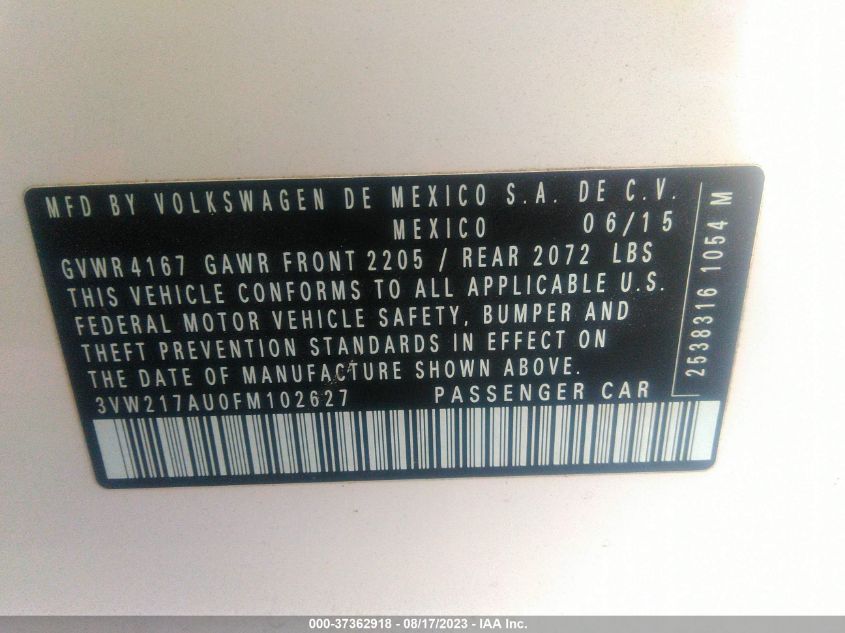 MFD BY VOLKSWAGEN DE MEXICO S.A. DE C.V.
MEXICO 06/15
GVWR 4167 GAWR FRONT 2205 / REAR 2072 LBS
THIS VEHICLE CONFORMS TO ALL APPLICABLE U.S.
FEDERAL MOTOR VEHICLE SAFETY, BUMPER AND
THEFT PREVENTION STANDARDS IN EFFECT ON
THE DATE OF MANUFACTURE SHOWN ABOVE.
3VW217AU0FM102627 PASSENGER CAR
2538316 1054 M
000-37362918 - 08/17/2023 - IAA Inc.